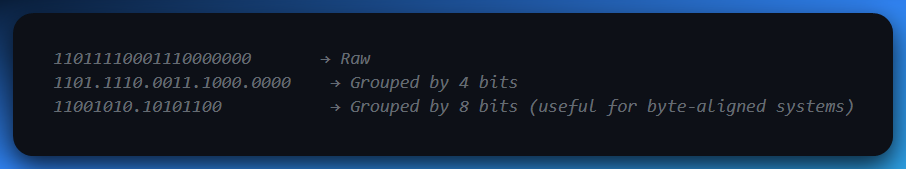 11011110001110000000 → Raw
1101.1110.0011.1000.0000 → Grouped by 4 bits
11001010.10101100 → Grouped by 8 bits (useful for byte-aligned systems)